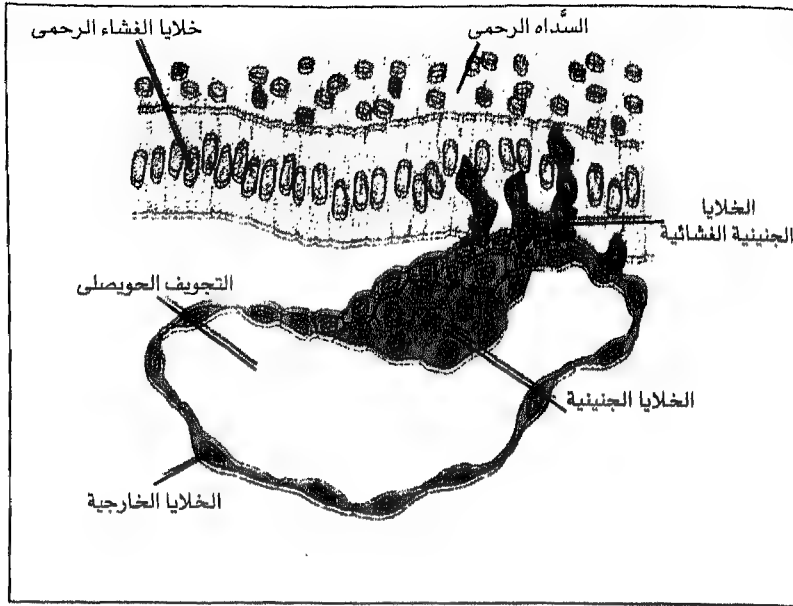 السَّداه الرحمى
خلايا الغشاء الرحمى
الخلايا
الجنينية الغشائية
التجويف الحويصلى
الخلايا الجنينية
الخلايا الخارجية